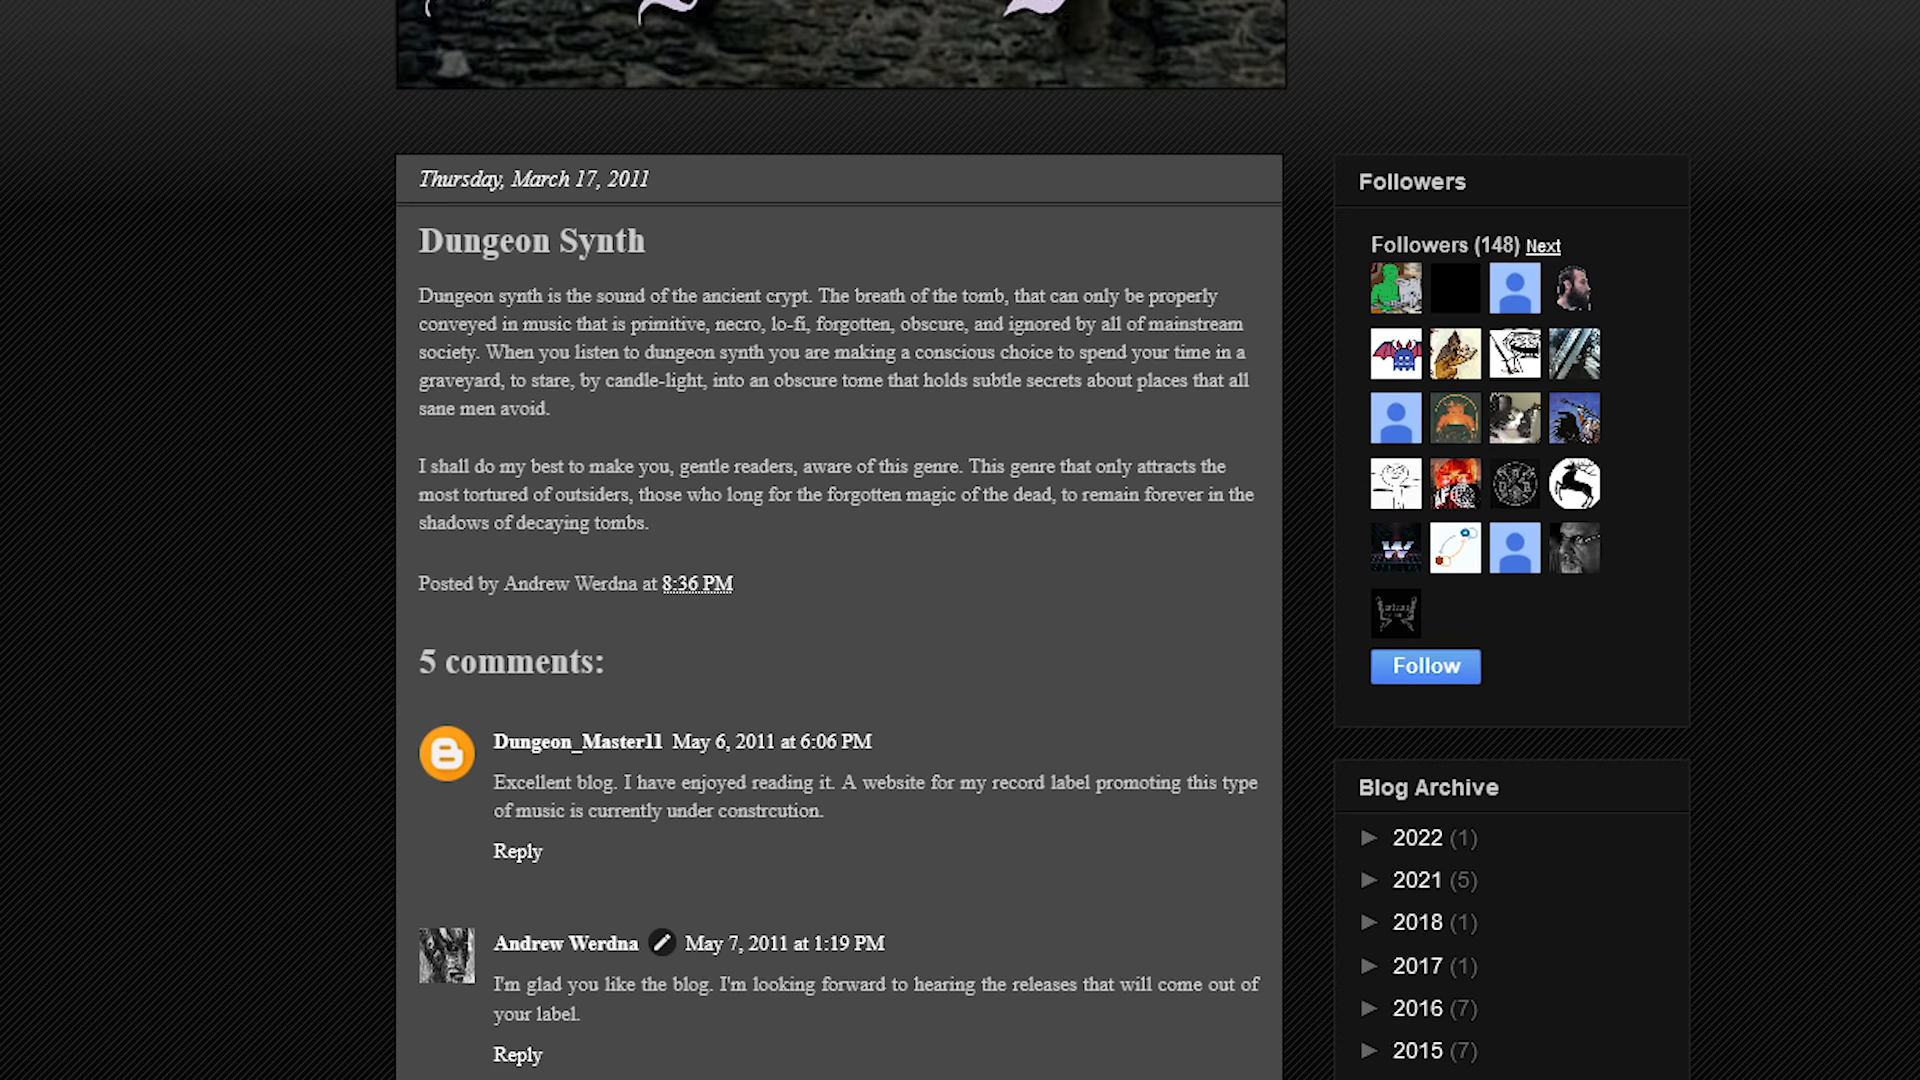 Thursday, March 17, 2011
Dungeon Synth
Dungeon synth is the sound of the ancient crypt. The breath of the tomb, that can only be properly
conveyed in music that is primitive, necro, lo-fi, forgotten, obscure, and ignored by all of mainstream
society. When you listen to dungeon synth you are making a conscious choice to spend your time in a
graveyard, to stare, by candle-light, into an obscure tome that holds subtle secrets about places that all
sane men avoid.
I shall do my best to make you, gentle readers, aware of this genre. This genre that only attracts the
most tortured of outsiders, those who long for the forgotten magic of the dead, to remain forever in the
shadows of decaying tombs.
Posted by Andrew Werdna at 8:36 PM
5 comments:
Dungeon_Master11 May 6, 2011 at 6:06 PM
Excellent blog. I have enjoyed reading it. A website for my record label promoting this type
of music is currently under constrcution.
Reply
Andrew Werdna May 7, 2011 at 1:19 PM
I'm glad you like the blog. I'm looking forward to hearing the releases that will come out of
your label.
Reply
Followers
Followers (148) Next
Follow
Blog Archive
► 2022 (1)
► 2021 (5)
► 2018 (1)
► 2017 (1)
► 2016 (7)
► 2015 (7)